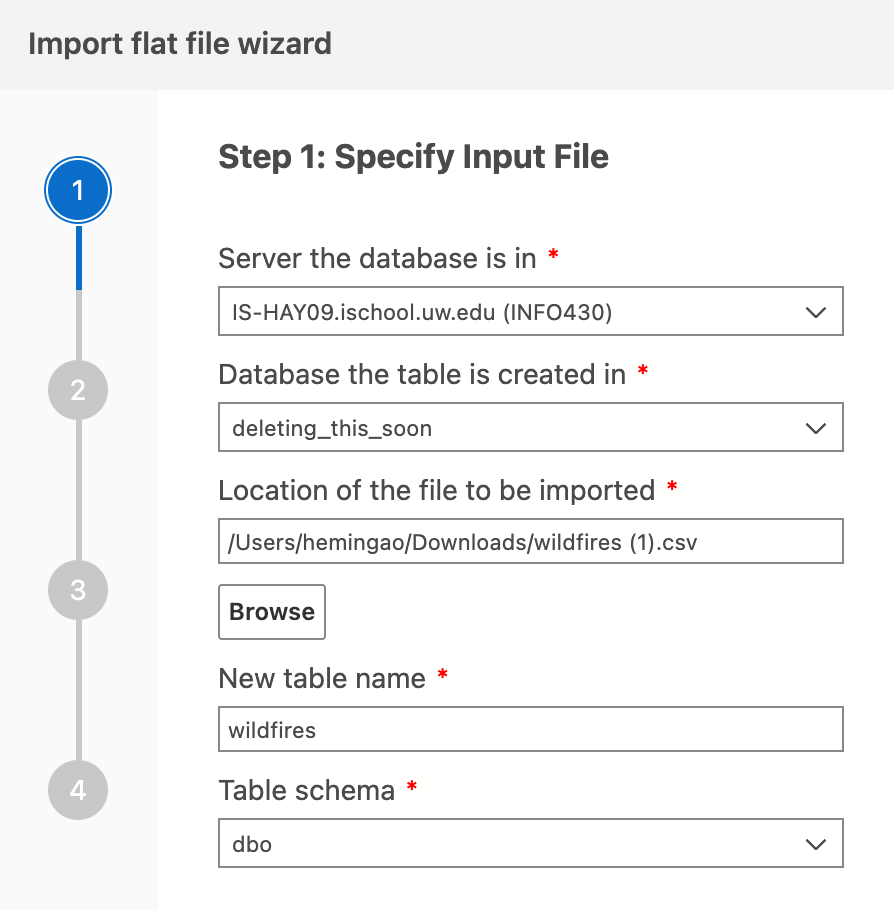 Import flat file wizard
1
2
3
4
Step 1: Specify Input File
Server the database is in *
IS-HAY09.ischool.uw.edu (INFO430)
Database the table is created in *
deleting_this_soon
Location of the file to be imported *
/Users/hemingao/Downloads/wildfires (1).csv
Browse
New table name *
wildfires
Table schema *
dbo